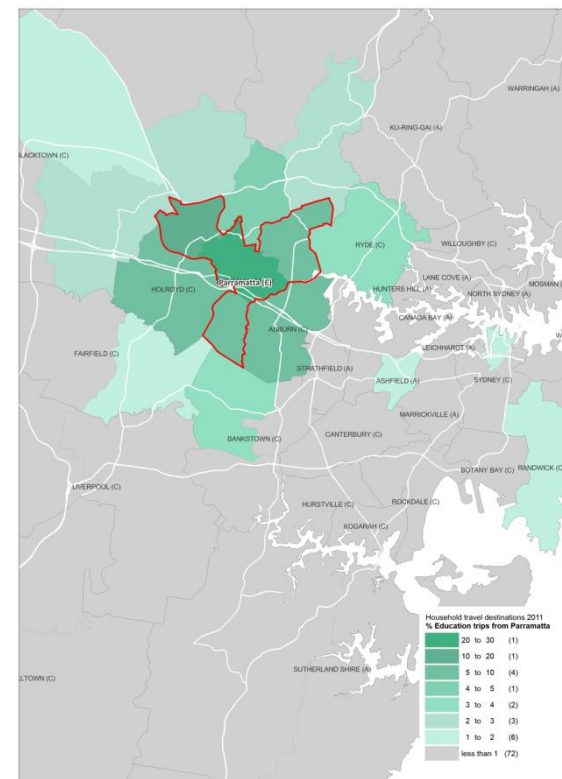 WARRINGAH (A)
KU-RING-GAI (A)
LACKTOWN (C)
RYDE (C)
WILLOUGHBY (C)
LANE COVE (A)
MOSMAN (
Parramatta (C)
HOLROYD (C)
HUNTERS HILL (A)
NORTH SYDNEY (A)
CANADA BAY (A)
AUBURN (C)
LEICHHARDT (A)
W
FAIRFIELD (C)
STRATHFIELD (A)
ASHFIELD (A)
SYDNEY (C)
MARRICKVILLE (A)
BANKSTOWN (C)
CANTERBURY (C)
BOTANY BAY (C)
RANDWICK (C
LIVERPOOL (C)
HURSTVILLE (C)
ROCKDALE (C)
KOGARAH (C)
Household travel destinations 2011
% Education trips from Parramatta
20 to 30 (1)
10 to 20 (1)
5 to 10 (4)
4 to 5 (1)
3 to 4 (2)
2 to 3 (3)
1 to 2 (6)
less than 1 (72)
SUTHERLAND SHIRE (A)
LLTOWN (C)